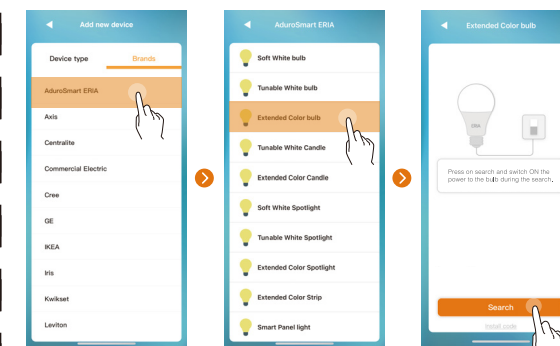 Add new device
Device type
Brands
AduroSmart ERIA
Axis
Centralite
Commercial Electric
Cree
GE
IKEA
Iris
Kwikset
Leviton
AduroSmart ERIA
Soft White bulb
Tunable White bulb
Extended Color bulb
Tunable White Candle
Extended Color Candle
Soft White Spotlight
Tunable White Spotlight
Extended Color Spotlight
Extended Color Strip
Smart Panel light
Extended Color bulb
ERIA
Press on search and switch ON the
power to the bulb during the search.
Search
Install code